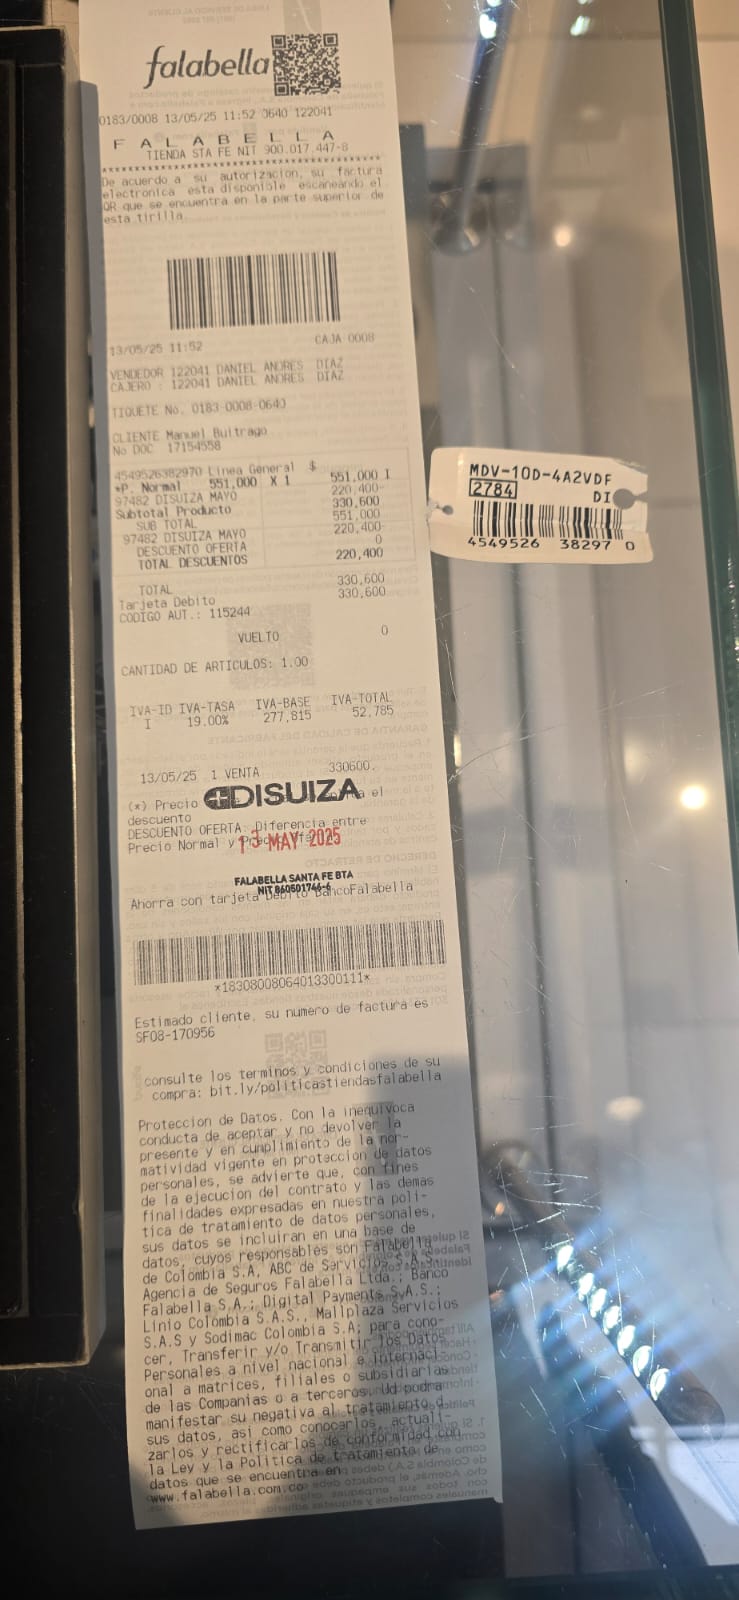 falabella
0183/0008 13/05/25 11:52 0640 122041
F A L A B E L L A
TIENDA STA FE NIT 900.017.447-8
De acuerdo a su autorizacion, su factura
electronica esta disponible escaneando el
QR que se encuentra en la parte superior de
esta tirilla.
13/05/25 11:52 CAJA 0008
VENDEDOR 122041 DANIEL ANDRES DIAZ
CAJERO : 122041 DANIEL ANDRES DIAZ
TIQUETE No. 0183-0008-0640
CLIENTE Manuel Buitrago
No DOC 17154558
4549526382970 Linea General $
*P. Normal 551,000 X 1 551,000 I
97482 DISUIZA MAYO 220,400-
Subtotal Producto 330,600
SUB TOTAL 551,000
97482 DISUIZA MAYO 220,400-
DESCUENTO OFERTA 0
TOTAL DESCUENTOS 220,400
TOTAL 330,600
Tarjeta Debito 330,600
CODIGO AUT.: 115244
VUELTO 0
CANTIDAD DE ARTICULOS: 1.00
IVA-ID IVA-TASA IVA-BASE IVA-TOTAL
I 19.00% 277,815 52,785
13/05/25 1 VENTA 330600.
(*) Precio el
DISUIZA
descuento
DESCUENTO OFERTA: Diferencia entre
Precio Normal y
13 MAY 2025
FALABELLA SANTA FE BTA
NIT 860501746-6
Ahorra con tarjeta Debito BancoFalabella
*18308008064013300111*
Estimado cliente, su numero de factura es
SF08-170956
consulte los terminos y condiciones de su
compra: bit.ly/politicastiendasfalabella
Proteccion de Datos. Con la inequivoca
conducta de aceptar y no devolver la
presente y en cumplimiento de la nor-
matividad vigente en proteccion de datos
personales, se advierte que, con fines
de la ejecucion del contrato y las demas
finalidades expresadas en nuestra poli-
tica de tratamiento de datos personales,
sus datos se incluiran en una base de
datos, cuyos responsables son Falabella
de Colombia S.A, ABC de Servicios S.A.S.,
Agencia de Seguros Falabella Ltda.; Banco
Falabella S.A.; Digital Payments S.A.S.;
Linio Colombia S.A.S., Mallplaza Servicios
S.A.S y Sodimac Colombia S.A; para cono-
cer, Transferir y/o Transmitir los Datos
Personales a nivel nacional e Internaci-
onal a matrices, filiales o subsidiarias
de las Companias o a terceros. Ud podra
manifestar su negativa al tratamiento d
sus datos, asi como conocerlos, actuali-
zarlos y rectificarlos de conformidad con
la Ley y la Politica de tratamiento de
datos que se encuentra en
www.falabella.com.co
MDV-10D-4A2VDF
2784 DI
4549526 38297 0